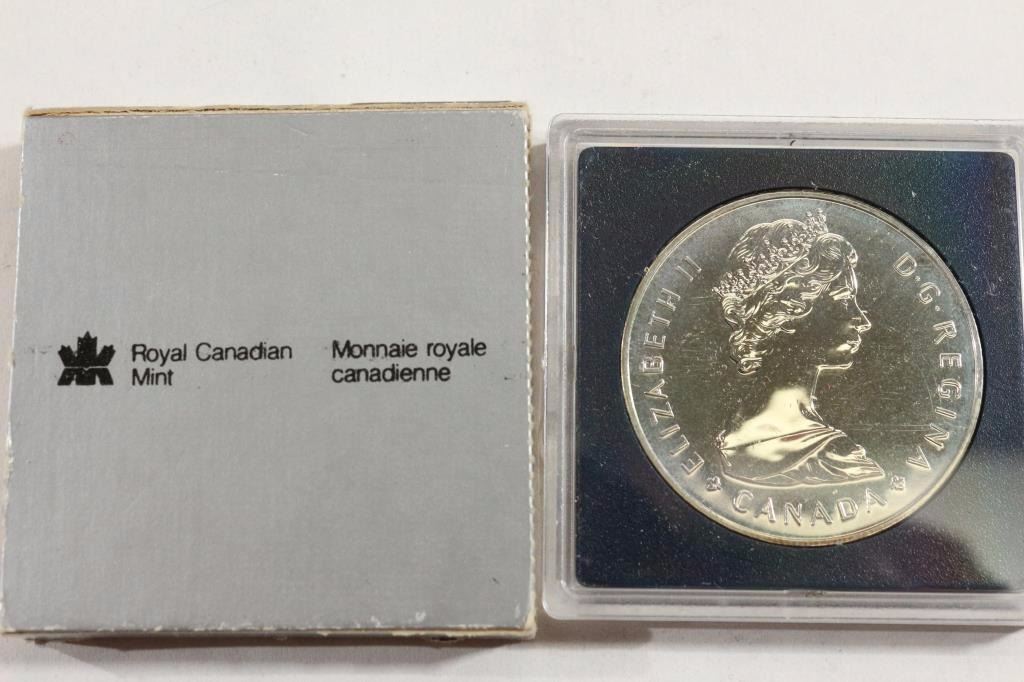 Royal Canadian
Mint
Monnaie royale
canadienne
ELIZABETH II
D·G·REGINA
CANADA